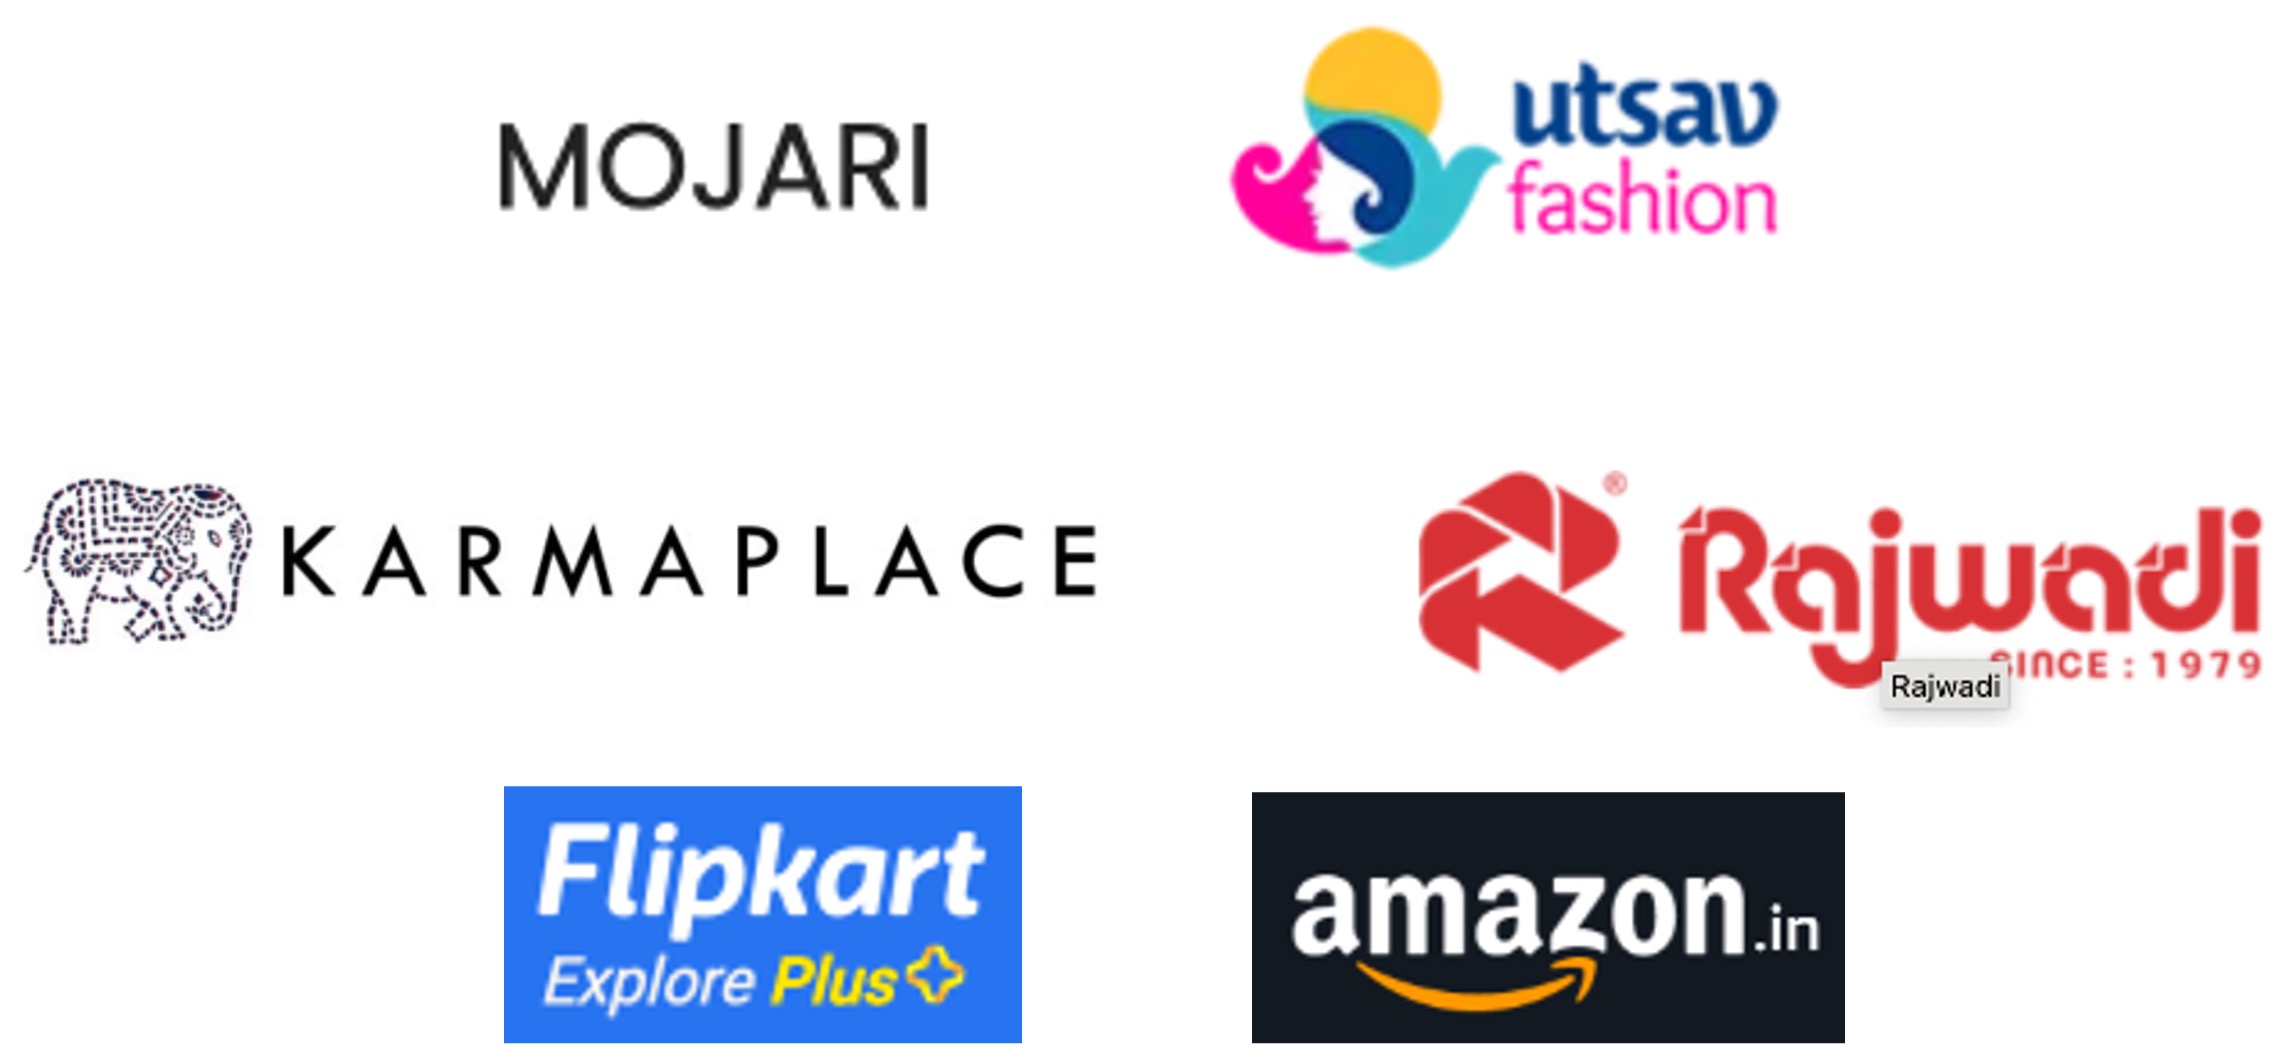 MOJARI
utsav
fashion
KARMAPLACE
®
Rajwadi
SINCE : 1979
Rajwadi
Flipkart
Explore Plus
amazon.in